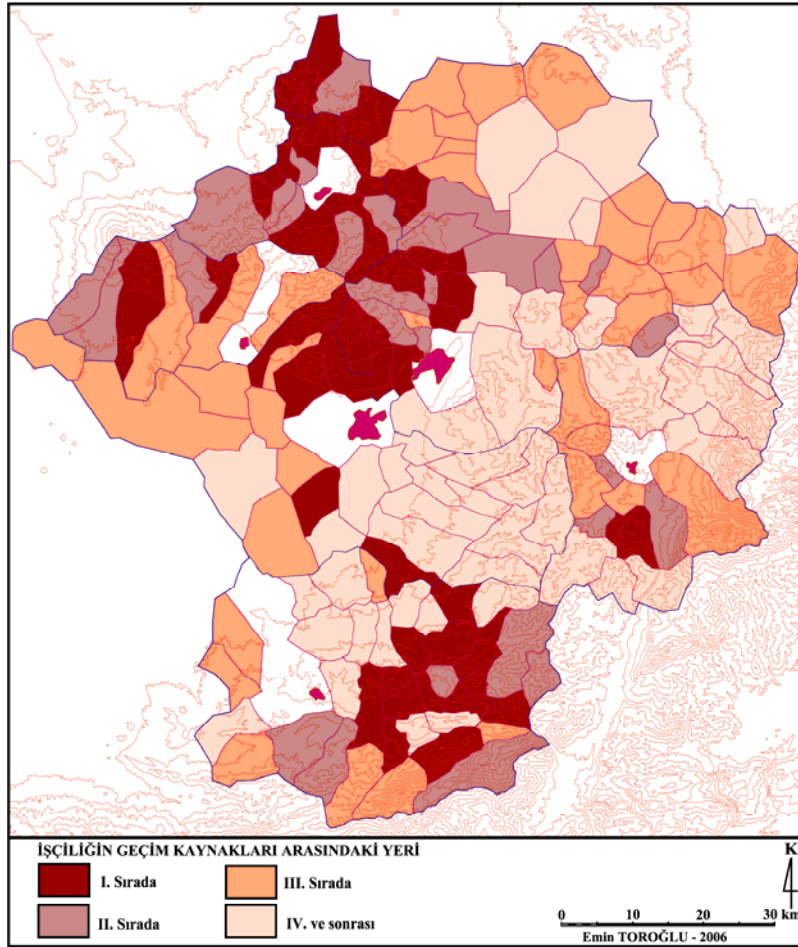 İŞÇİLİĞİN GEÇİM KAYNAKLARI ARASINDAKİ YERİ
I. Sırada
III. Sırada
II. Sırada
IV. ve sonrası
K
0 10 20 30 km
Emin TOROĞLU - 2006